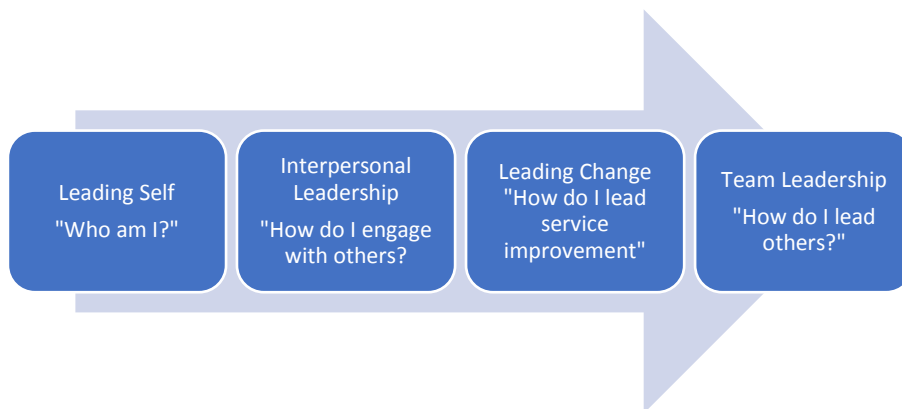 Leading Self
"Who am I?"
Interpersonal
Leadership
"How do I engage
with others?
Leading Change
"How do I lead
service
improvement"
Team Leadership
"How do I lead
others?"